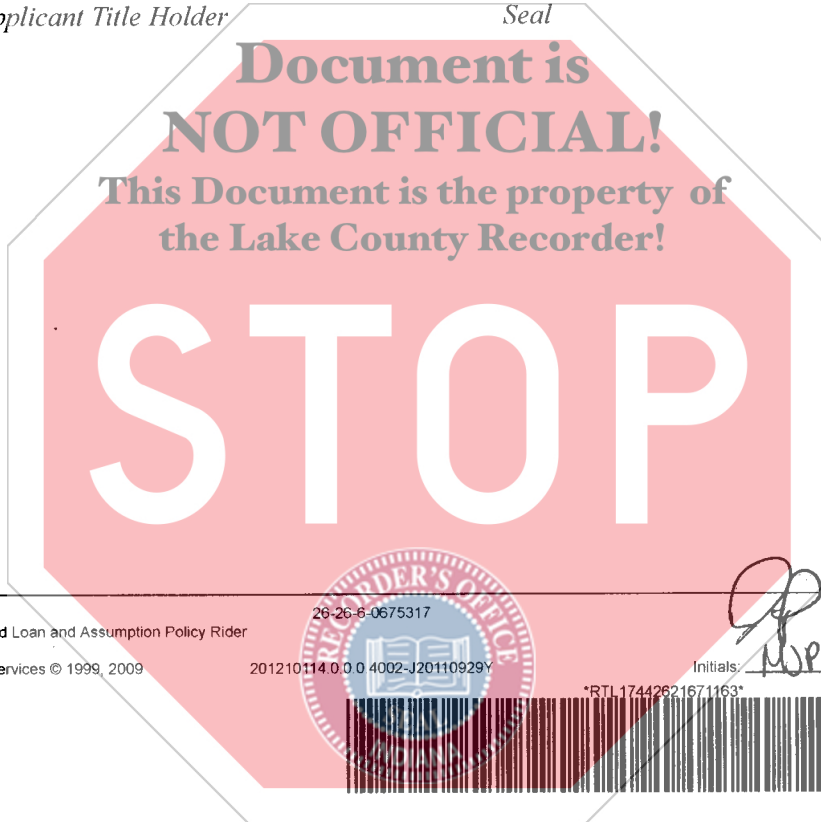 pplicant Title Holder Seal
Document is
NOT OFFICIAL!
This Document is the property of
the Lake County Recorder!
STOP
RECORDER'S OFFICE
SEAL
INDIANA
26-26-6-0675317
d Loan and Assumption Policy Rider
ervices © 1999, 2009 201210114.0.0.0 4002-J20110929Y Initials: MJP
*RTL17442621671163*